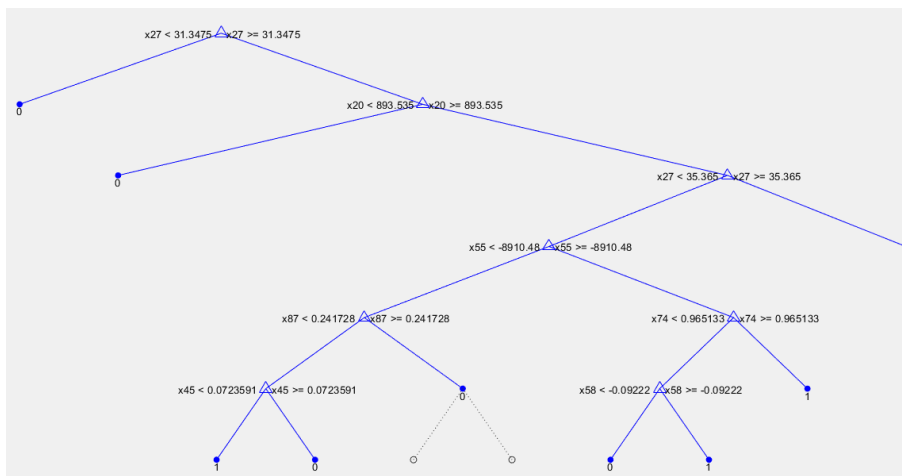 x27 < 31.3475 x27 >= 31.3475
0
x20 < 893.535 x20 >= 893.535
0
x27 < 35.365 x27 >= 35.365
x55 < -8910.48 x55 >= -8910.48
x87 < 0.241728 x87 >= 0.241728
x74 < 0.965133 x74 >= 0.965133
x45 < 0.0723591 x45 >= 0.0723591
0
x58 < -0.09222 x58 >= -0.09222
1
1
0
0
1